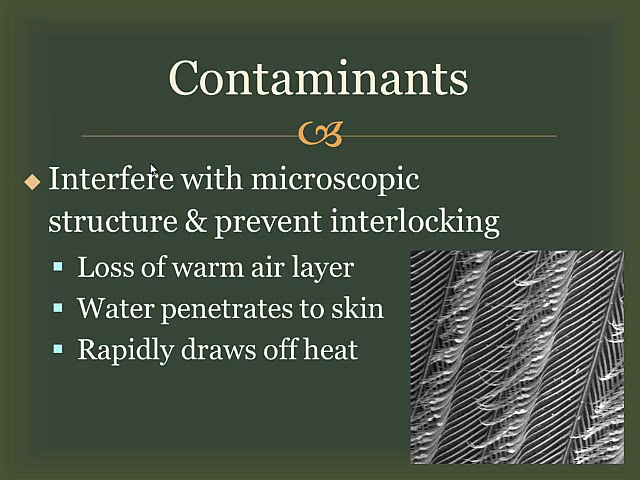 Contaminants
Interfere with microscopic
structure & prevent interlocking
Loss of warm air layer
Water penetrates to skin
Rapidly draws off heat